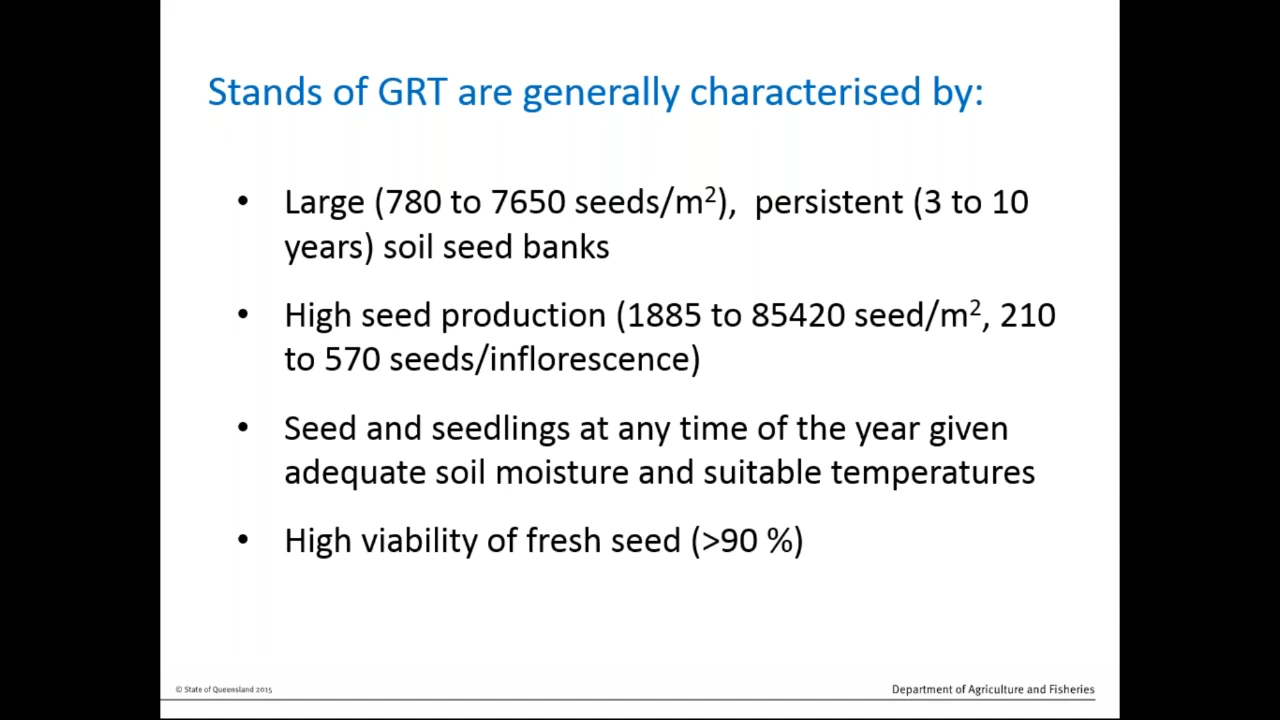 Stands of GRT are generally characterised by:
• Large (780 to 7650 seeds/m²),  persistent (3 to 10
years) soil seed banks
• High seed production (1885 to 85420 seed/m², 210
to 570 seeds/inflorescence)
• Seed and seedlings at any time of the year given
adequate soil moisture and suitable temperatures
• High viability of fresh seed (>90 %)
© State of Queensland 2015
Department of Agriculture and Fisheries